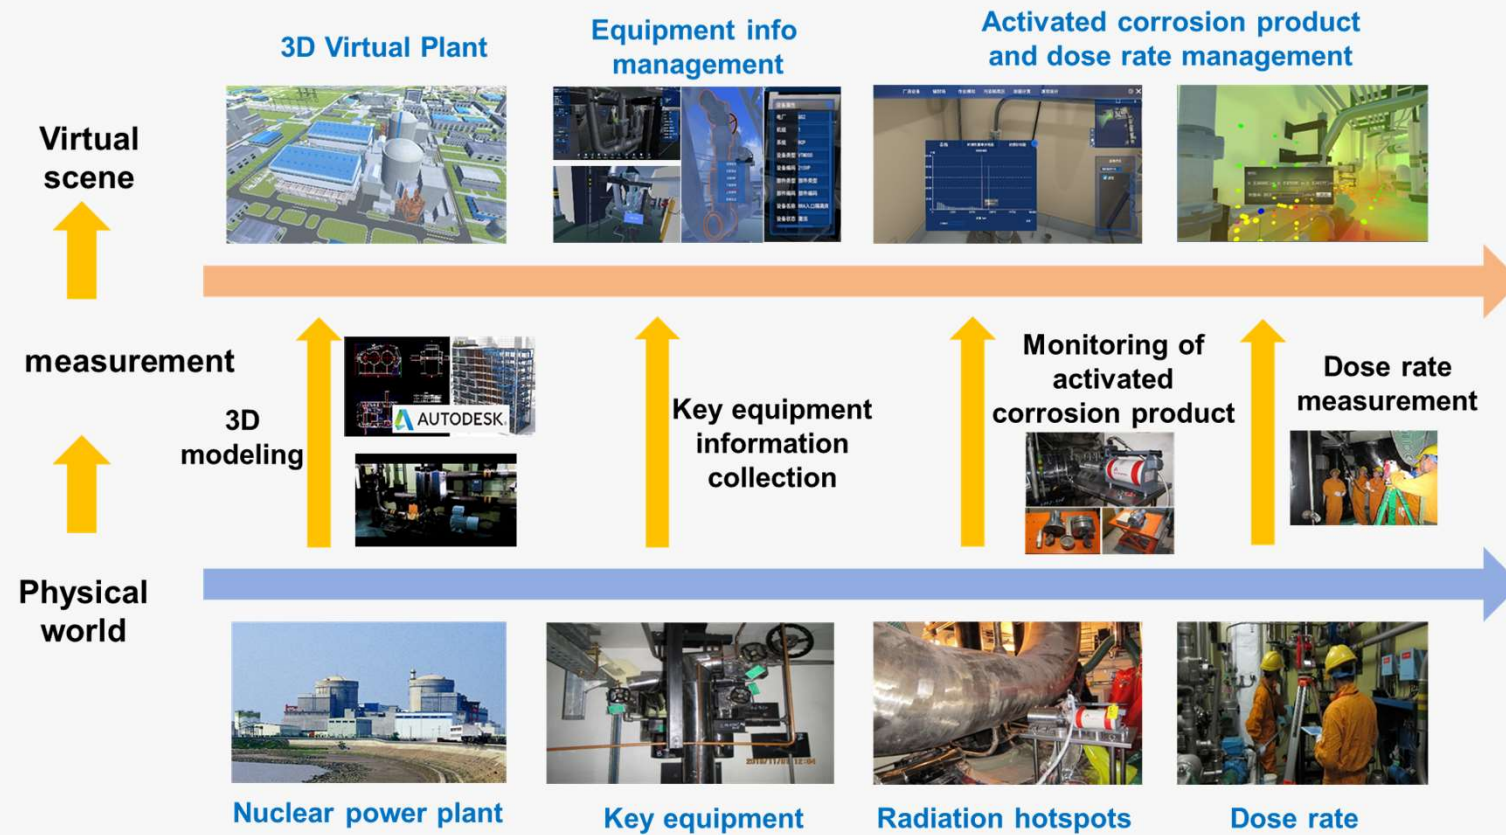 3D Virtual Plant
Equipment info
management
Activated corrosion product
and dose rate management
Virtual
scene
measurement
3D
modeling
AUTODESK
Key equipment
information
collection
Monitoring of
activated
corrosion product
Dose rate
measurement
Physical
world
Nuclear power plant
Key equipment
Radiation hotspots
Dose rate